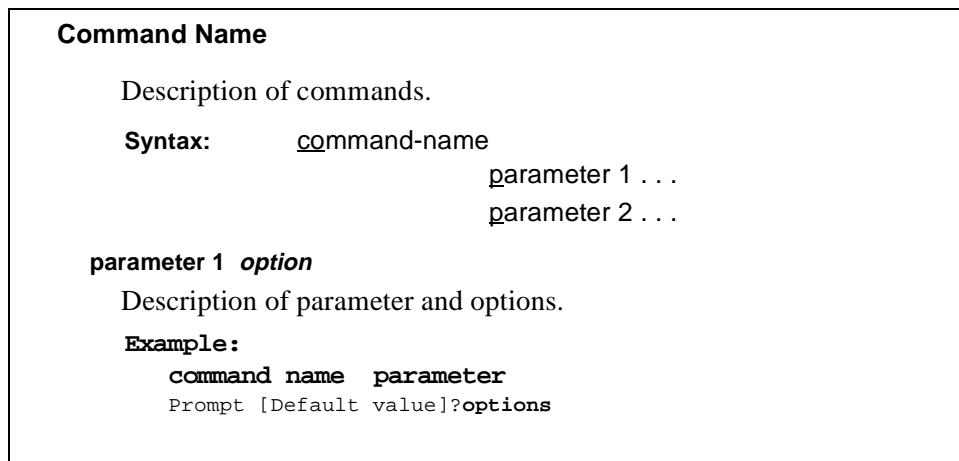 Command Name
Description of commands.
Syntax: command-name
parameter 1 . . .
parameter 2 . . .
parameter 1 option
Description of parameter and options.
Example:
command name parameter
Prompt [Default value]?options